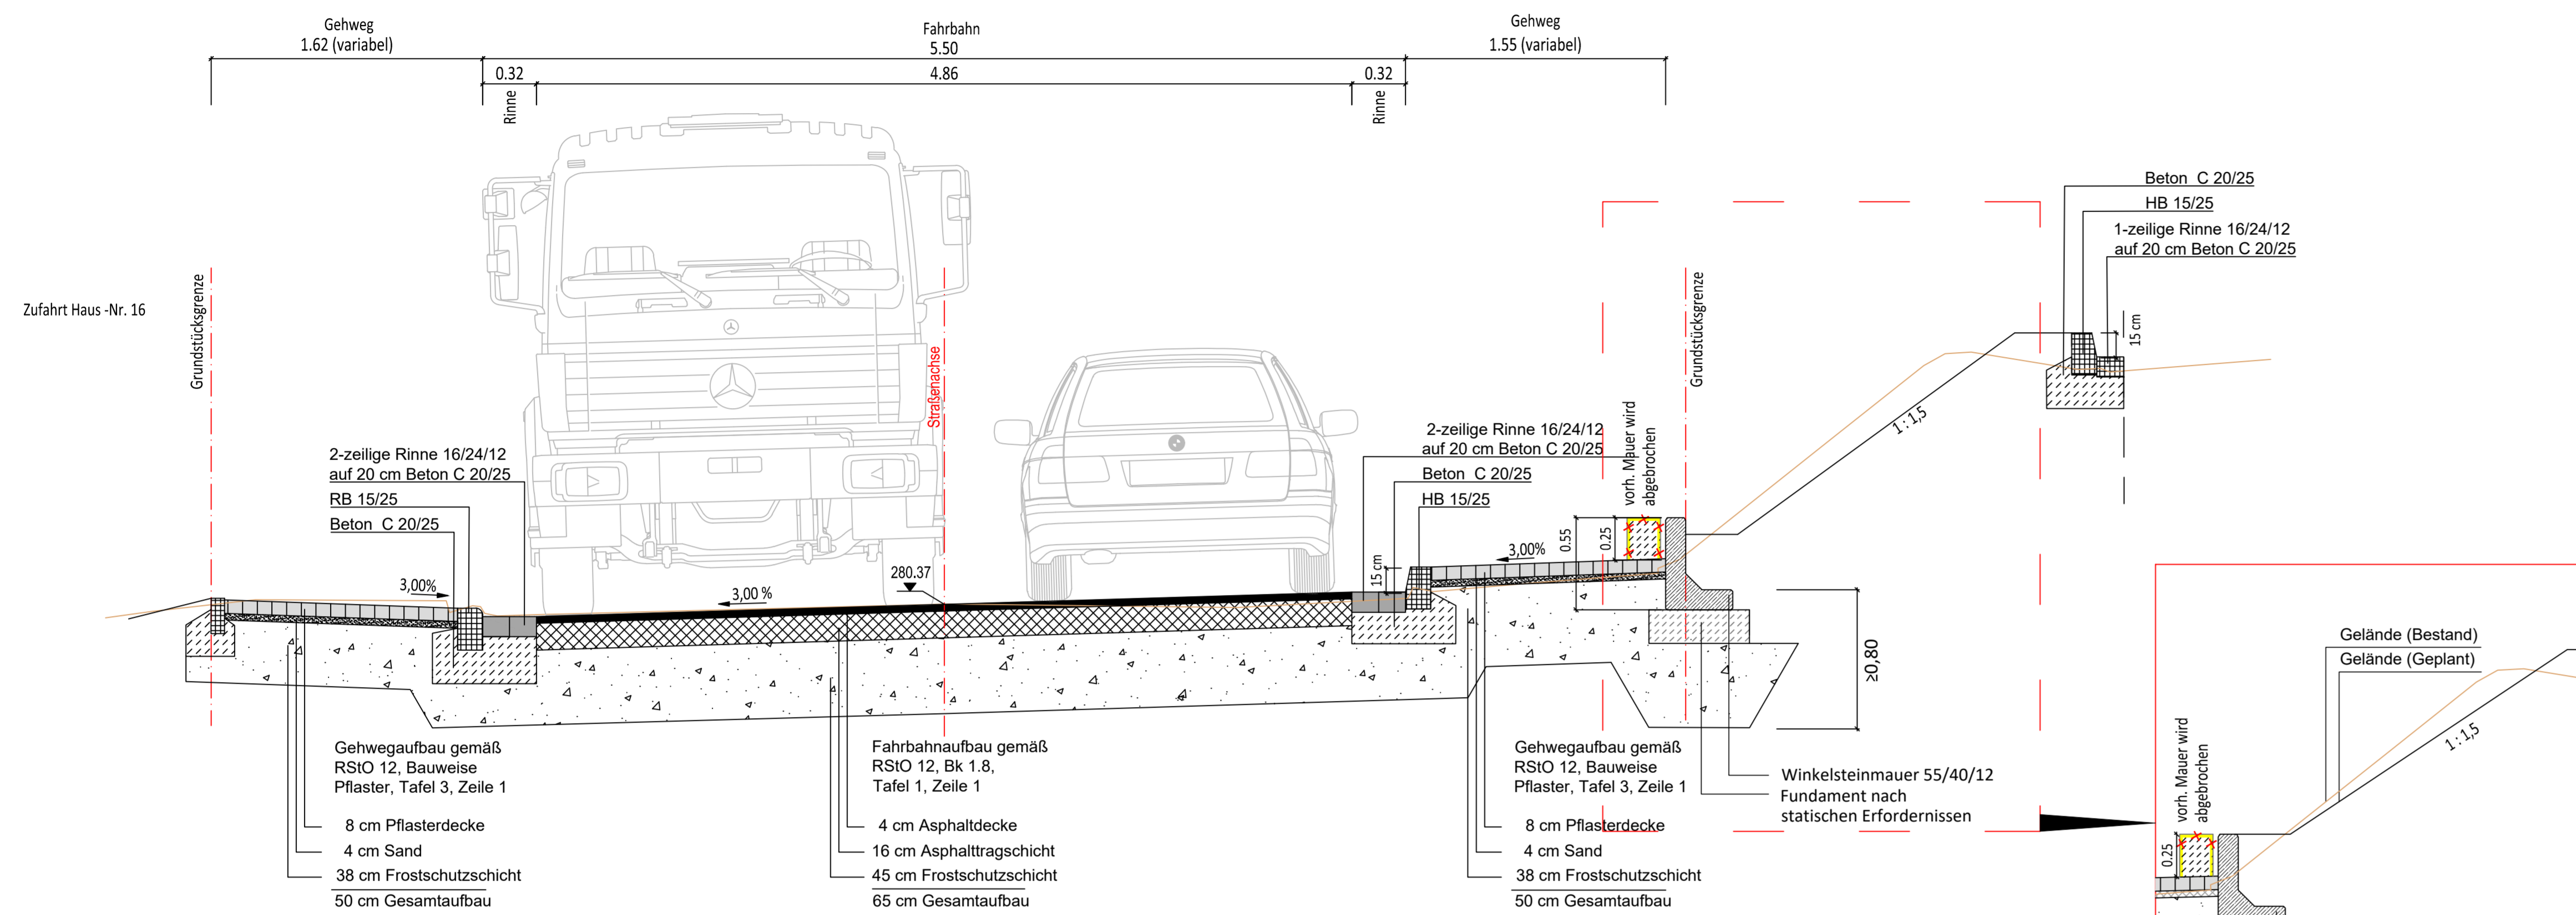 Gehweg
1.62 (variabel)
Fahrbahn
5.50
Gehweg
1.55 (variabel)
0.32
4.86
0.32
Rinne
Rinne
Beton C 20/25
HB 15/25
1-zeilige Rinne 16/24/12
auf 20 cm Beton C 20/25
15 cm
Zufahrt Haus -Nr. 16
Grundstücksgrenze
Straßenachse
Grundstücksgrenze
1 : 1,5
2-zeilige Rinne 16/24/12
auf 20 cm Beton C 20/25
RB 15/25
Beton C 20/25
2-zeilige Rinne 16/24/12
auf 20 cm Beton C 20/25
Beton C 20/25
HB 15/25
vorh. Mauer wird
abgebrochen
0.55
0.25
3,00%
15 cm
3,00%
3,00 %
280.37
≥0,80
Gelände (Bestand)
Gelände (Geplant)
1 : 1,5
vorh. Mauer wird
abgebrochen
0.25
Gehwegaufbau gemäß
RStO 12, Bauweise
Pflaster, Tafel 3, Zeile 1
8 cm Pflasterdecke
4 cm Sand
38 cm Frostschutzschicht
50 cm Gesamtaufbau
Fahrbahnaufbau gemäß
RStO 12, Bk 1.8,
Tafel 1, Zeile 1
4 cm Asphaltdecke
16 cm Asphalttragschicht
45 cm Frostschutzschicht
65 cm Gesamtaufbau
Gehwegaufbau gemäß
RStO 12, Bauweise
Pflaster, Tafel 3, Zeile 1
8 cm Pflasterdecke
4 cm Sand
38 cm Frostschutzschicht
50 cm Gesamtaufbau
Winkelsteinmauer 55/40/12
Fundament nach
statischen Erfordernissen